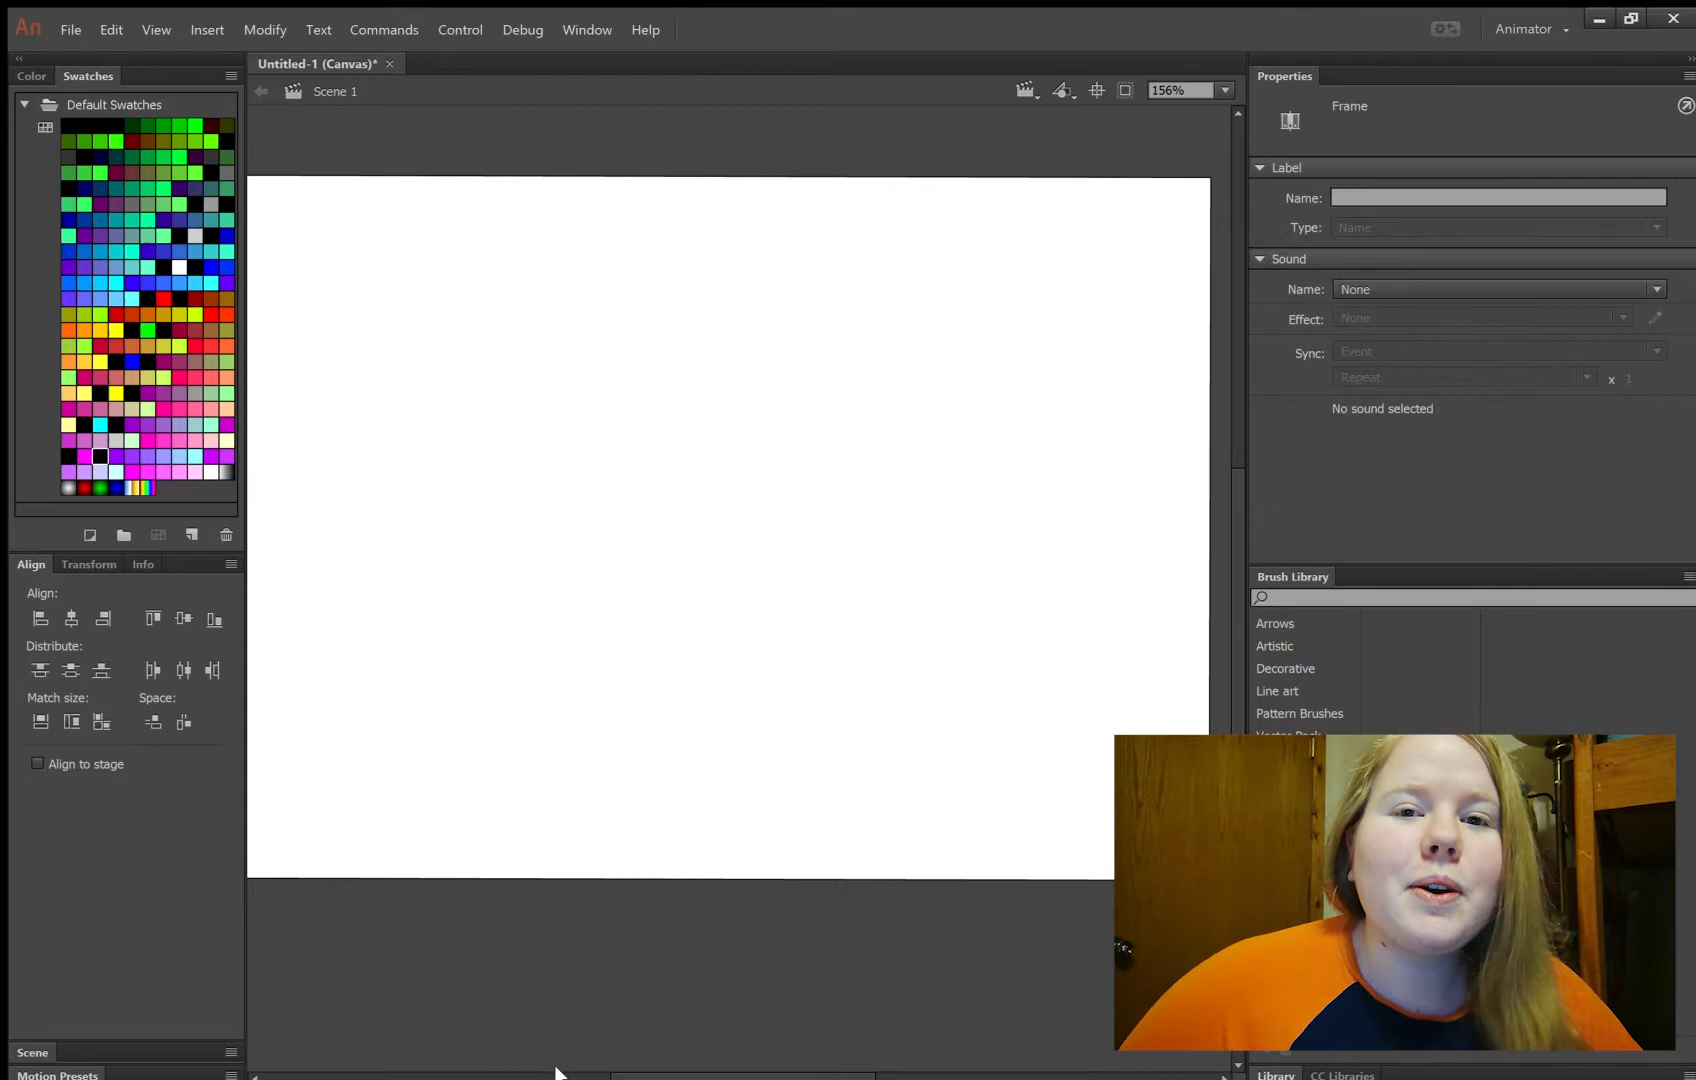 An File Edit View Insert Modify Text Commands Control Debug Window Help Animator
Color Swatches
Untitled-1 (Canvas)*
Properties
Default Swatches
Scene 1
156%
Frame
Label
Name:
Type: Name
Sound
Name: None
Effect: None
Sync: Event
Repeat x 1
No sound selected
Align Transform Info
Align:
Distribute:
Match size: Space:
Align to stage
Brush Library
Arrows
Artistic
Decorative
Line art
Pattern Brushes
Scene
Motion Presets
Library CC Libraries